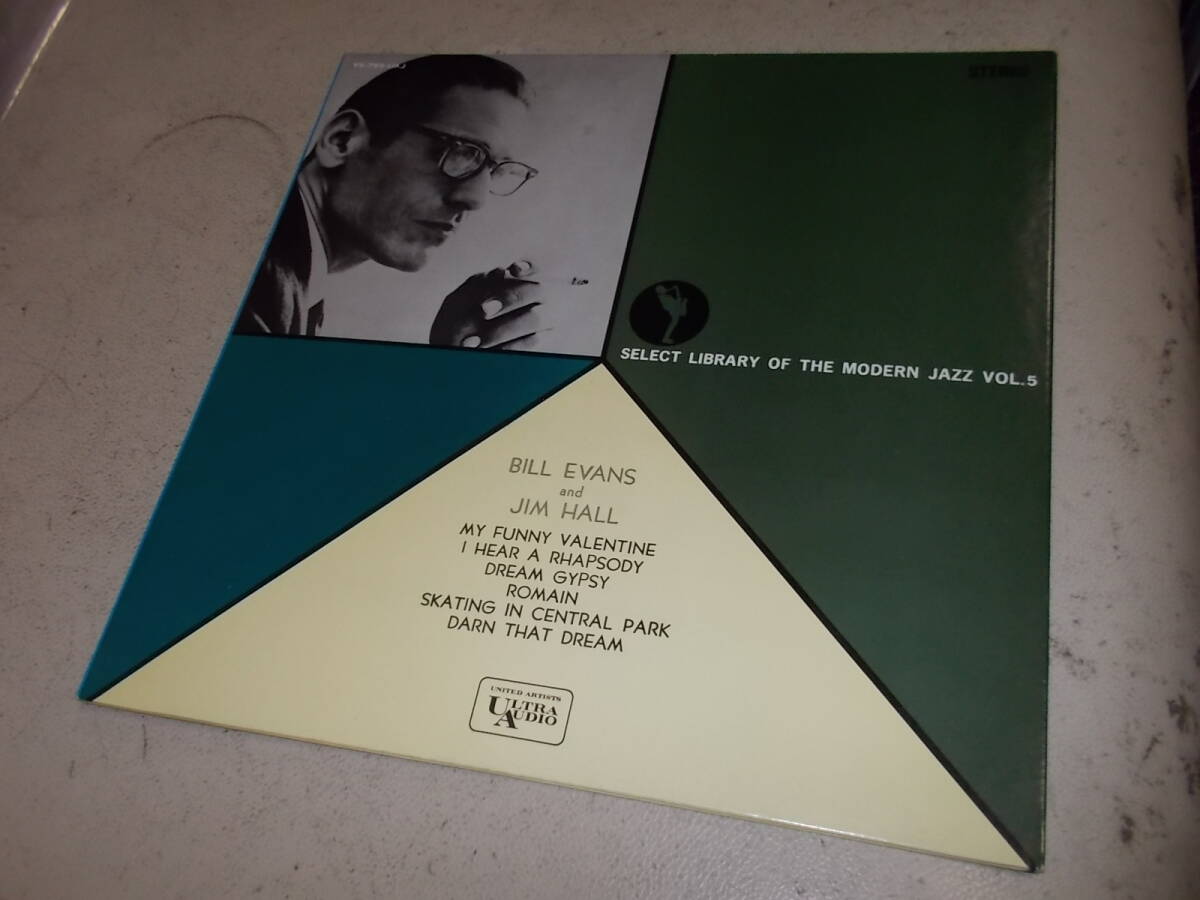 STEREO
SELECT LIBRARY OF THE MODERN JAZZ VOL.5
BILL EVANS
and
JIM HALL
MY FUNNY VALENTINE
I HEAR A RHAPSODY
DREAM GYPSY
ROMAIN
SKATING IN CENTRAL PARK
DARN THAT DREAM
UNITED ARTISTS
ULTRA
AUDIO